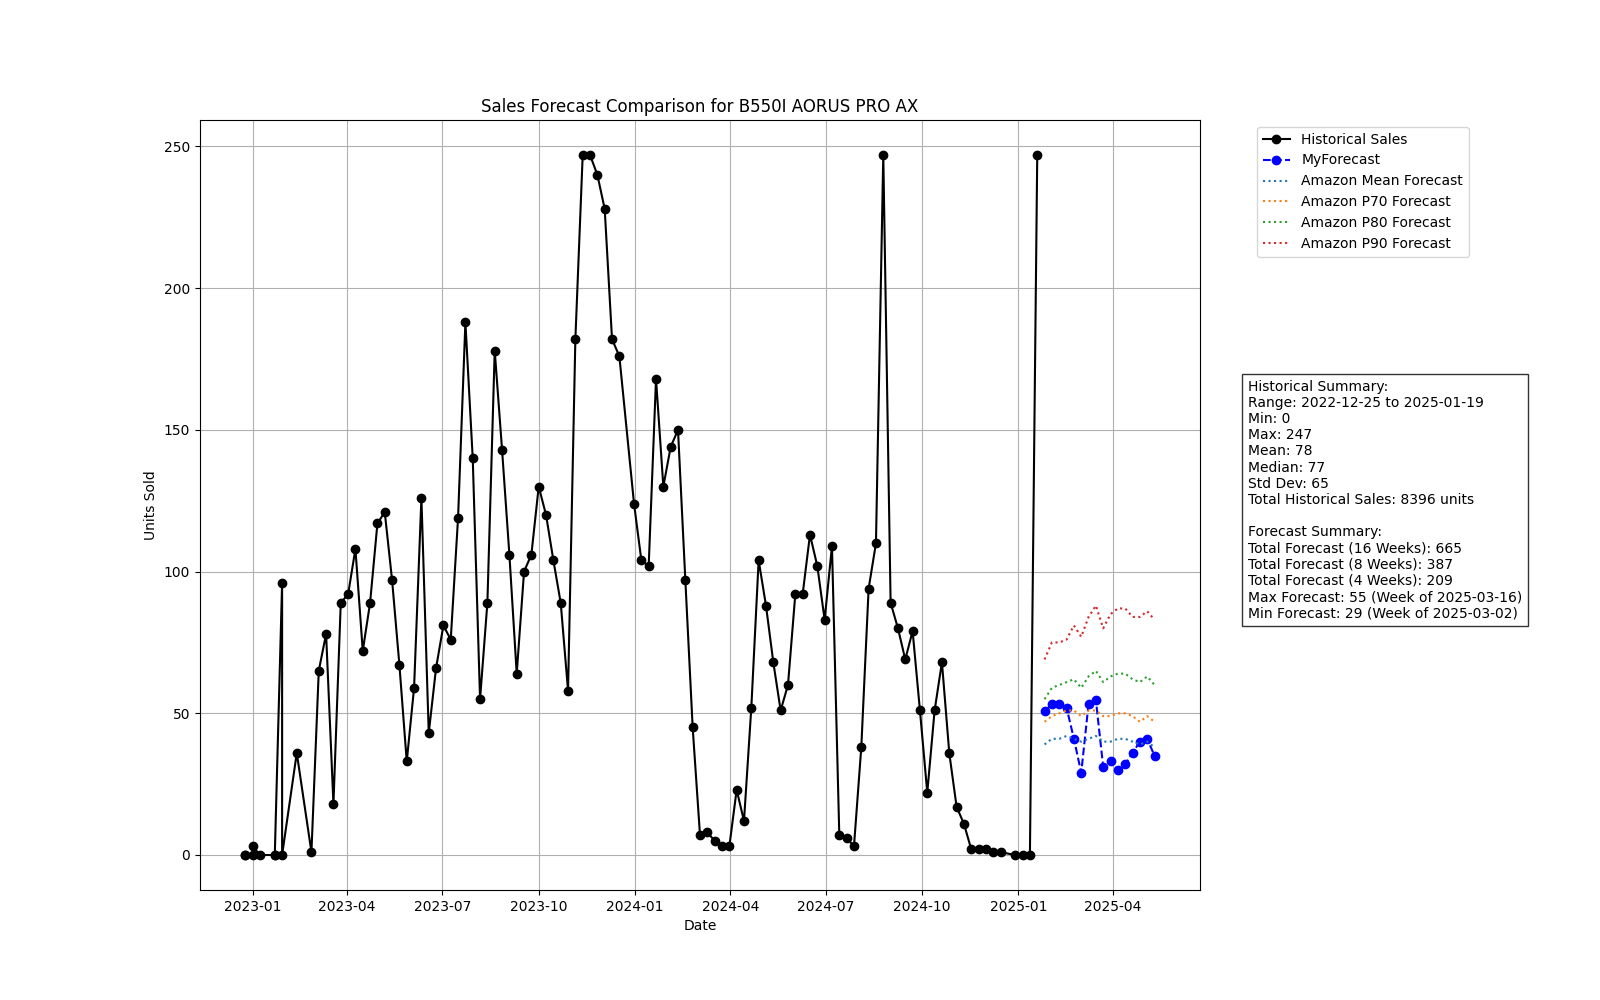 Sales Forecast Comparison for B550I AORUS PRO AX
Historical Sales
MyForecast
Amazon Mean Forecast
Amazon P70 Forecast
Amazon P80 Forecast
Amazon P90 Forecast
250
200
150
100
50
0
Units Sold
2023-01
2023-04
2023-07
2023-10
2024-01
2024-04
2024-07
2024-10
2025-01
2025-04
Date
Historical Summary:
Range: 2022-12-25 to 2025-01-19
Min: 0
Max: 247
Mean: 78
Median: 77
Std Dev: 65
Total Historical Sales: 8396 units
Forecast Summary:
Total Forecast (16 Weeks): 665
Total Forecast (8 Weeks): 387
Total Forecast (4 Weeks): 209
Max Forecast: 55 (Week of 2025-03-16)
Min Forecast: 29 (Week of 2025-03-02)